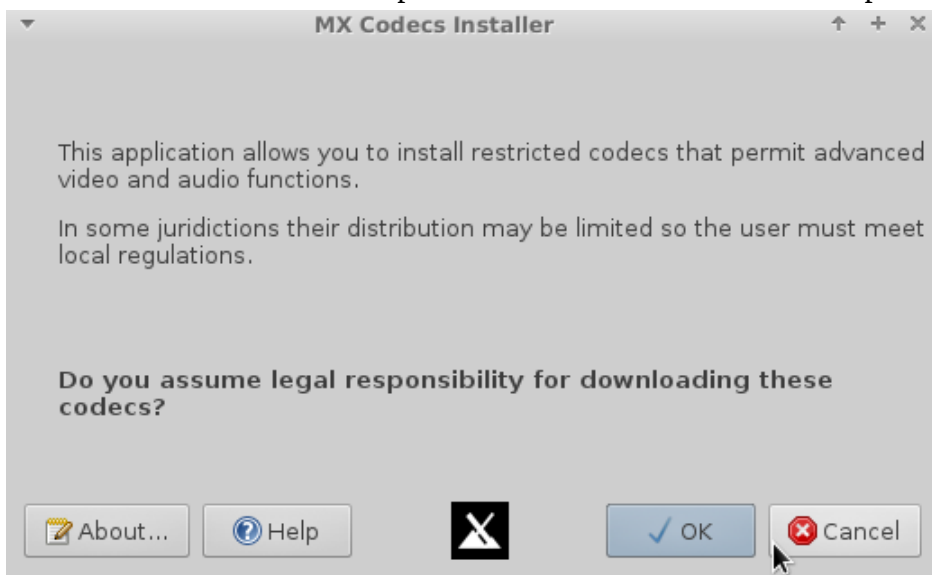 MX Codecs Installer
This application allows you to install restricted codecs that permit advanced
video and audio functions.
In some juridictions their distribution may be limited so the user must meet
local regulations.
Do you assume legal responsibility for downloading these
codecs?
About... Help OK Cancel